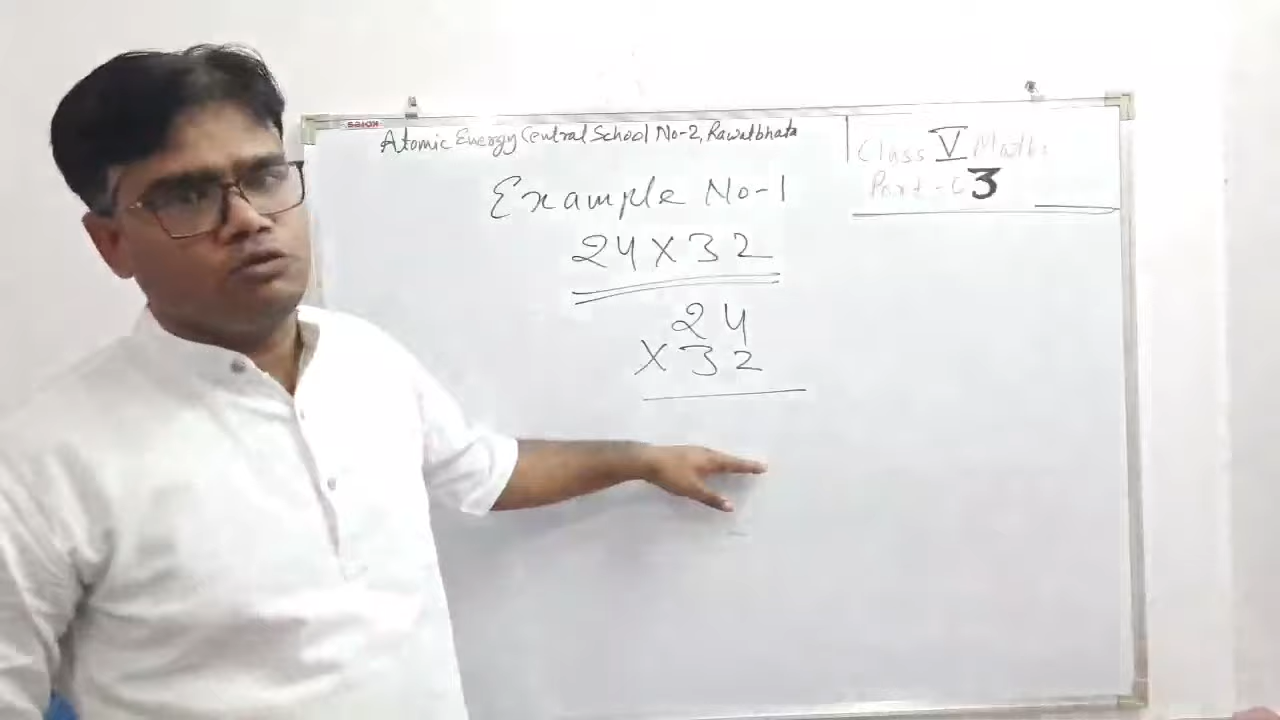 Atomic Energy Central School No-2, Rawatbhata
Example No-1
24 X 32
24
X 32
Class V Maths
Part - 3